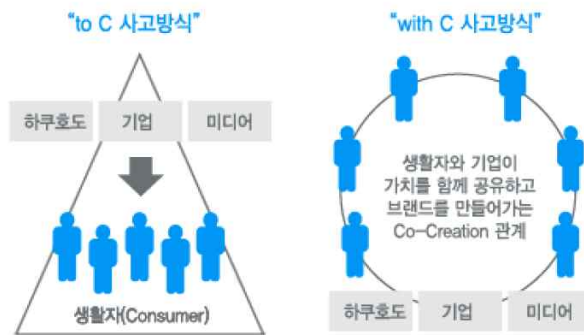 “to C 사고방식”
하쿠호도 기업 미디어
생활자(Consumer)
“with C 사고방식”
생활자와 기업이
가치를 함께 공유하고
브랜드를 만들어가는
Co-Creation 관계
하쿠호도 기업 미디어